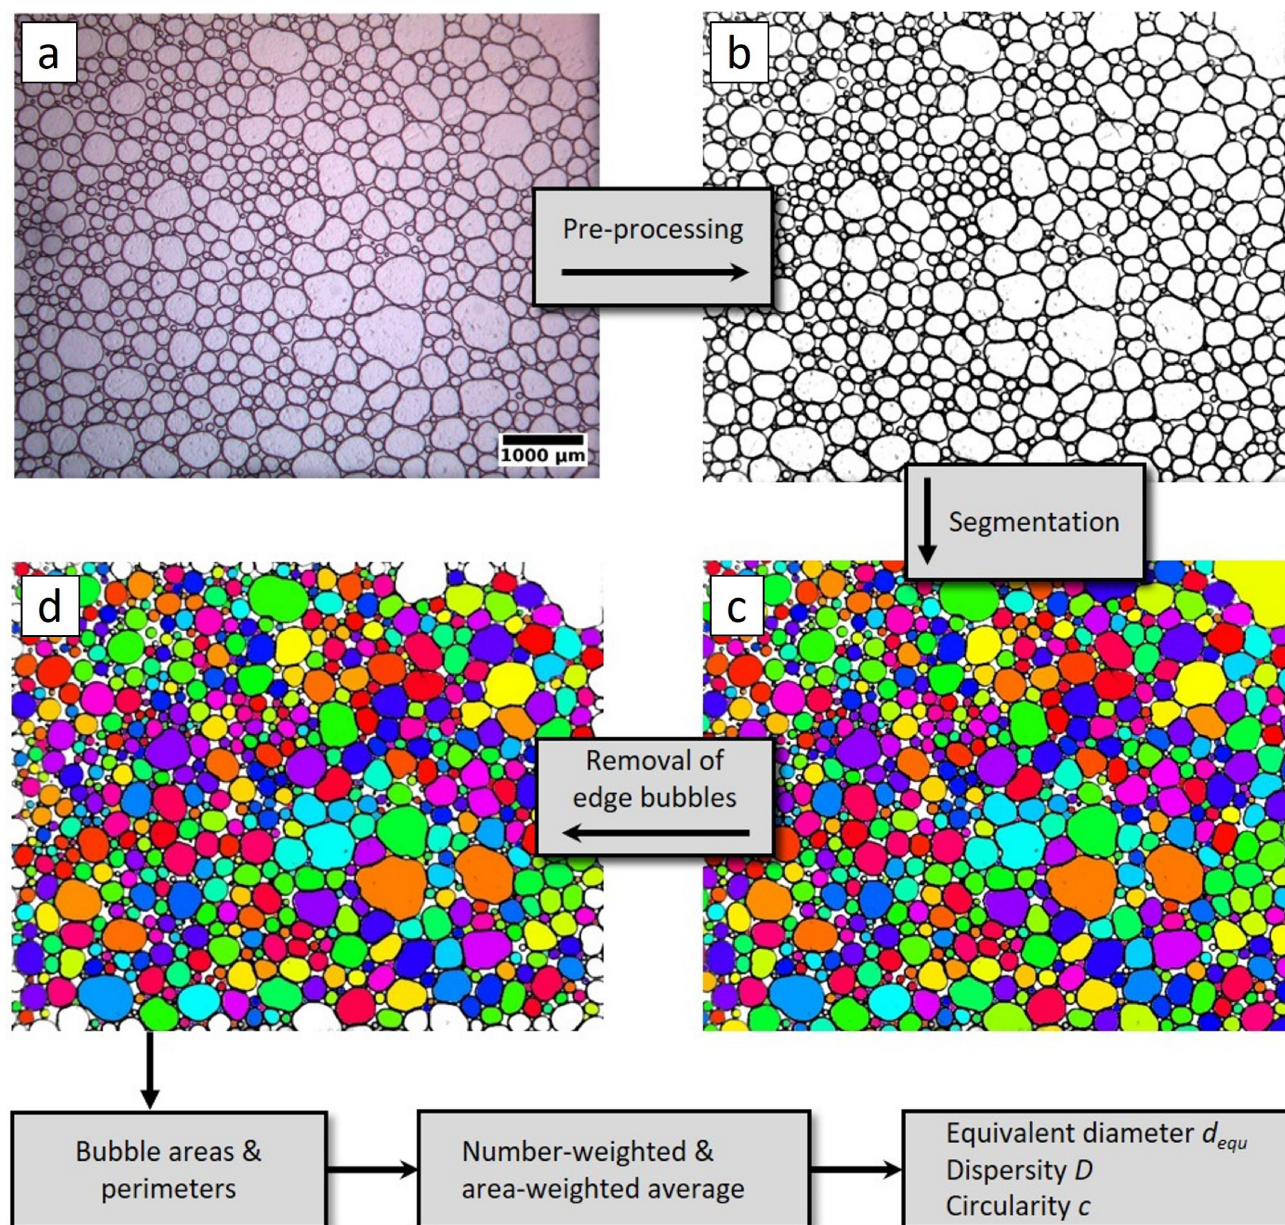 a
b
Pre-processing
1000 µm
Segmentation
d
c
Removal of
edge bubbles
Bubble areas &
perimeters
Number-weighted &
area-weighted average
Equivalent diameter dequ
Dispersity D
Circularity c